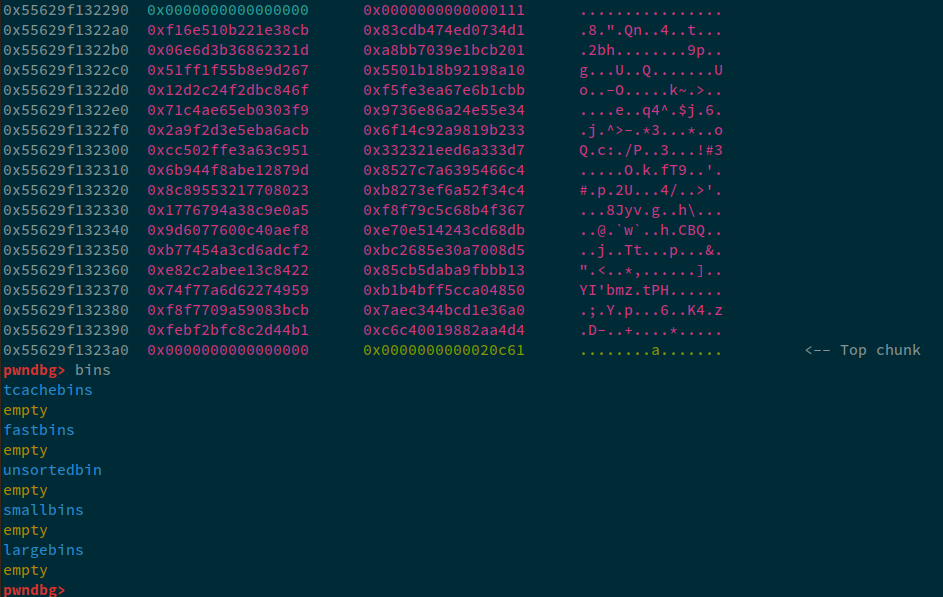 0x55629f132290 0x0000000000000000 0x0000000000000111 ................
0x55629f1322a0 0xf16e510b221e38cb 0x83cdb474ed0734d1 .8.".Qn..4..t...
0x55629f1322b0 0x06e6d3b36862321d 0xa8bb7039e1bcb201 .2bh........9p..
0x55629f1322c0 0x51ff1f55b8e9d267 0x5501b18b92198a10 g...U..Q.......U
0x55629f1322d0 0x12d2c24f2dbc846f 0xf5fe3ea67e6b1cbb o..-O.....k~.>..
0x55629f1322e0 0x71c4ae65eb0303f9 0x9736e86a24e55e34 ....e..q4^.$j.6.
0x55629f1322f0 0x2a9f2d3e5eba6acb 0x6f14c92a9819b233 .j.^>-.*3...*..o
0x55629f132300 0xcc502ffe3a63c951 0x332321eed6a333d7 Q.c:./P..3...!#3
0x55629f132310 0x6b944f8abe12879d 0x8527c7a6395466c4 .....O.k.fT9..'.
0x55629f132320 0x8c89553217708023 0xb8273ef6a52f34c4 #.p.2U...4/..>'.
0x55629f132330 0x1776794a38c9e0a5 0xf8f79c5c68b4f367 ...8Jyv.g..h\...
0x55629f132340 0x9d6077600c40aef8 0xe70e514243cd68db ..@.`w`..h.CBQ..
0x55629f132350 0xb77454a3cd6adcf2 0xbc2685e30a7008d5 ..j..Tt...p...&.
0x55629f132360 0xe82c2abee13c8422 0x85cb5daba9fbbb13 ".<..*,......]..
0x55629f132370 0x74f77a6d62274959 0xb1b4bff5cca04850 YI'bmz.tPH......
0x55629f132380 0xf8f7709a59083bcb 0x7aec344bcd1e36a0 .;.Y.p...6..K4.z
0x55629f132390 0xfebf2bfc8c2d44b1 0xc6c40019882aa4d4 .D-..+....*.....
0x55629f1323a0 0x0000000000000000 0x0000000000020c61 ........a....... <-- Top chunk
pwndbg> bins
tcachebins
empty
fastbins
empty
unsortedbin
empty
smallbins
empty
largebins
empty
pwndbg>